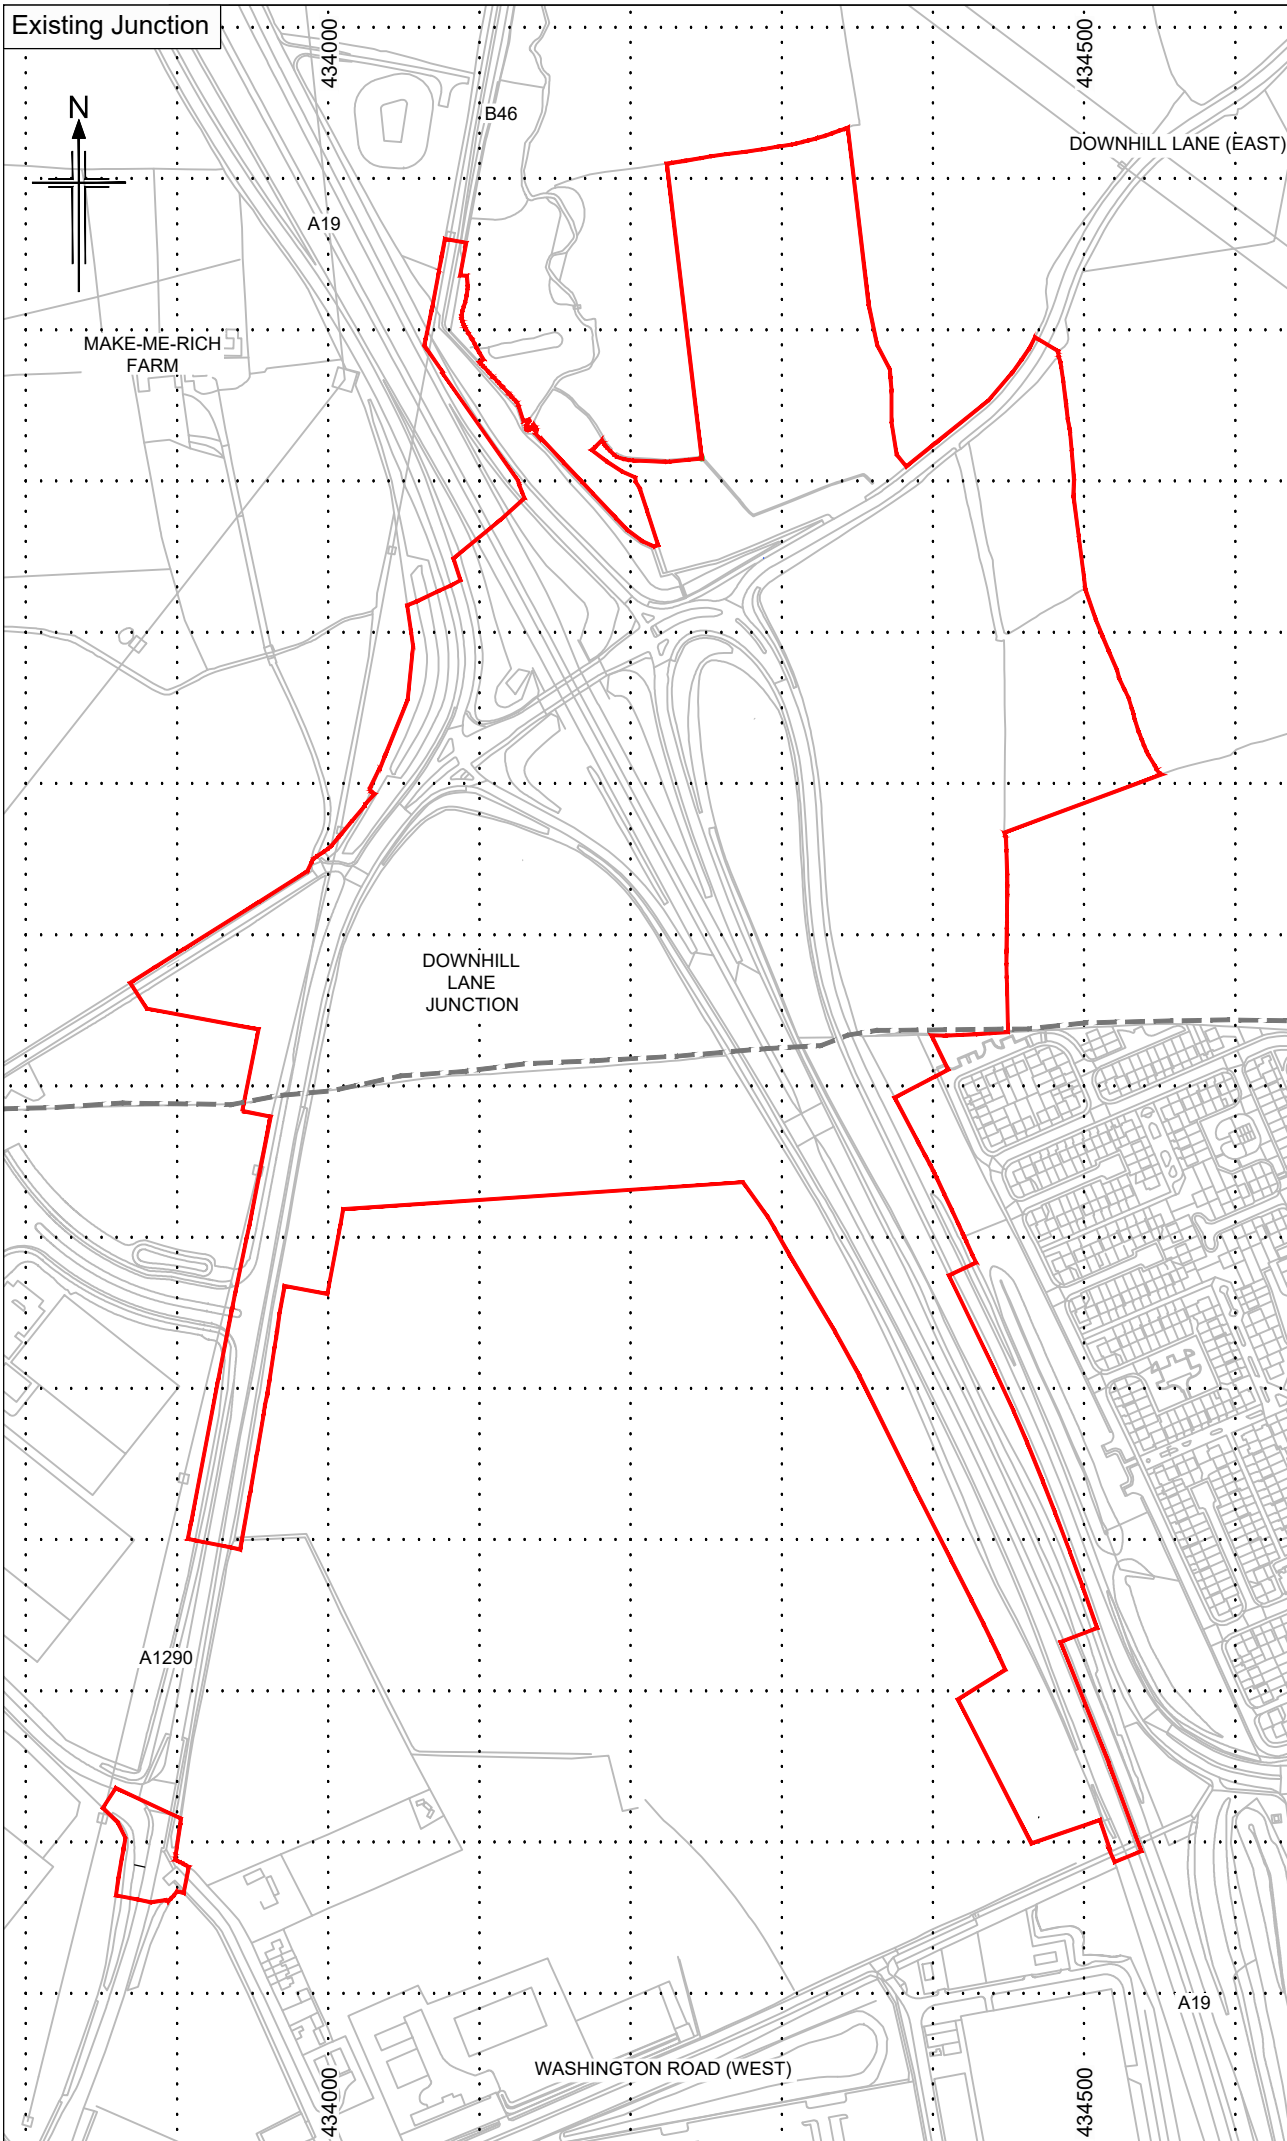 Existing Junction
434000
434500
N
B46
DOWNHILL LANE (EAST)
A19
MAKE-ME-RICH
FARM
DOWNHILL
LANE
JUNCTION
A1290
A19
WASHINGTON ROAD (WEST)
434000
434500